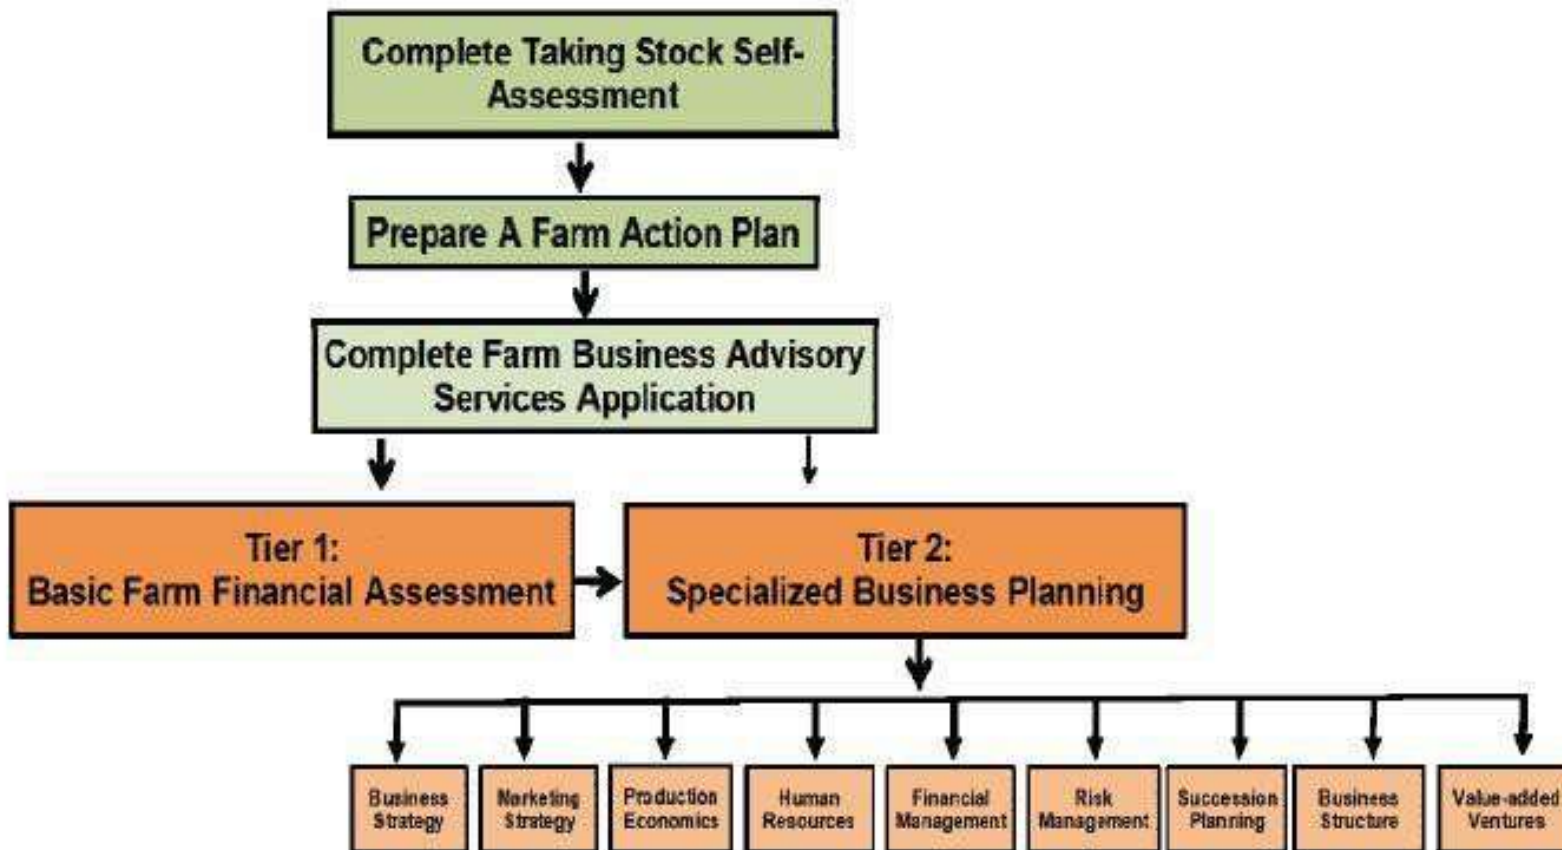 Complete Taking Stock Self-
Assessment
Prepare A Farm Action Plan
Complete Farm Business Advisory
Services Application
Tier 1:
Basic Farm Financial Assessment
Tier 2:
Specialized Business Planning
Business
Strategy
Marketing
Strategy
Production
Economics
Human
Resources
Financial
Management
Risk
Management
Succession
Planning
Business
Structure
Value-added
Ventures